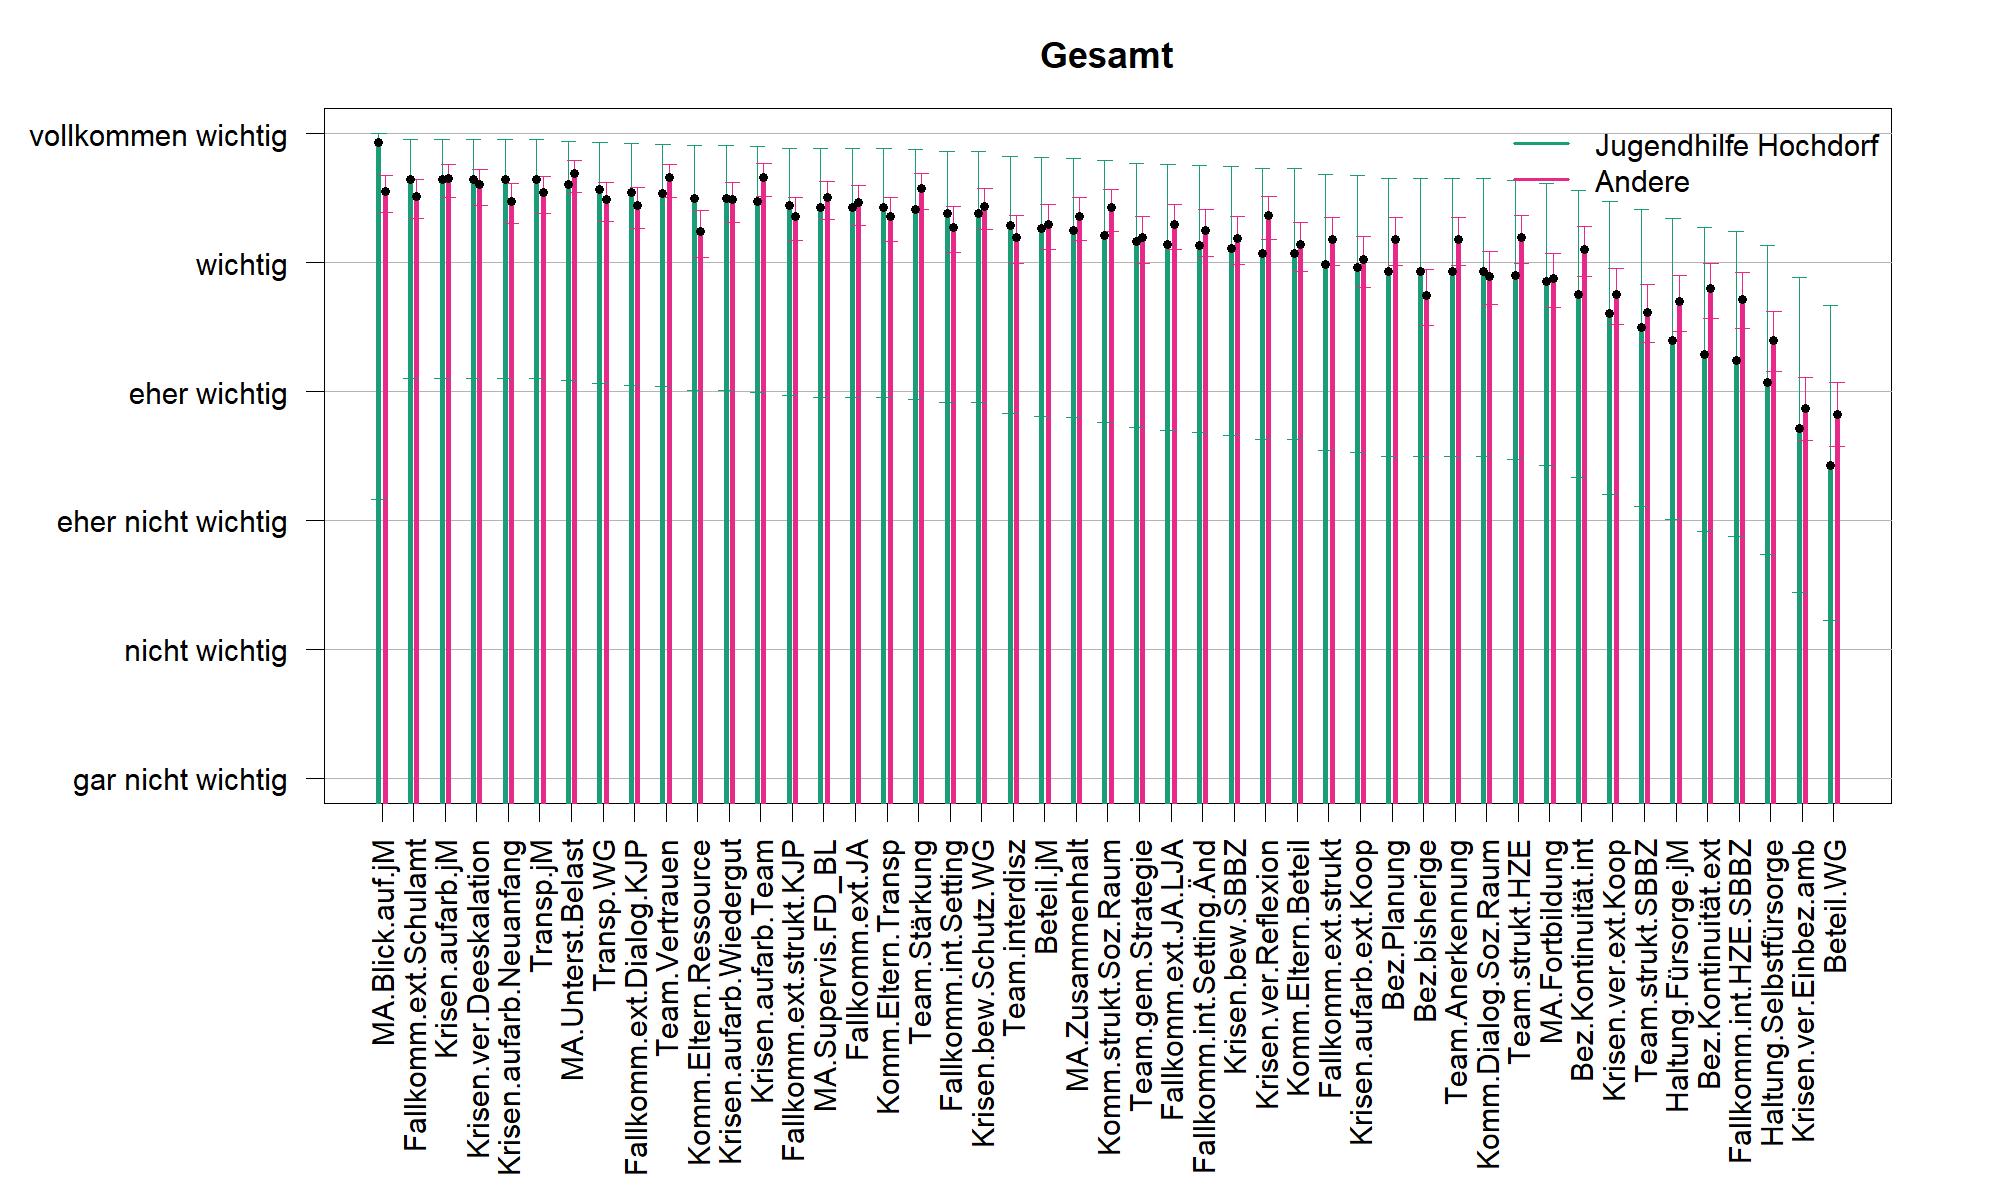 Gesamt
vollkommen wichtig
wichtig
eher wichtig
eher nicht wichtig
nicht wichtig
gar nicht wichtig
Jugendhilfe Hochdorf
Andere
MA.Blick.auf.jM
Fallkomm.ext.Schulamt
Krisen.aufarb.jM
Krisen.ver.Deeskalation
Krisen.aufarb.Neuanfang
Transp.jM
MA.Unterst.Belast
Transp.WG
Fallkomm.ext.Dialog.KJP
Team.Vertrauen
Komm.Eltern.Ressource
Krisen.aufarb.Wiedergut
Krisen.aufarb.Team
Fallkomm.ext.strukt.KJP
MA.Supervis.FD_BL
Fallkomm.ext.JA
Komm.Eltern.Transp
Team.Stärkung
Fallkomm.int.Setting
Krisen.bew.Schutz.WG
Team.interdisz
Beteil.jM
MA.Zusammenhalt
Komm.strukt.Soz.Raum
Team.gem.Strategie
Fallkomm.ext.JA.LJA
Fallkomm.int.Setting.Änd
Krisen.bew.SBBZ
Krisen.ver.Reflexion
Komm.Eltern.Beteil
Fallkomm.ext.strukt
Krisen.aufarb.ext.Koop
Bez.Planung
Bez.bisherige
Team.Anerkennung
Komm.Dialog.Soz.Raum
Team.strukt.HZE
MA.Fortbildung
Bez.Kontinuität.int
Krisen.ver.ext.Koop
Team.strukt.SBBZ
Haltung.Fürsorge.jM
Bez.Kontinuität.ext
Fallkomm.int.HZE.SBBZ
Haltung.Selbstfürsorge
Krisen.ver.Einbez.amb
Beteil.WG